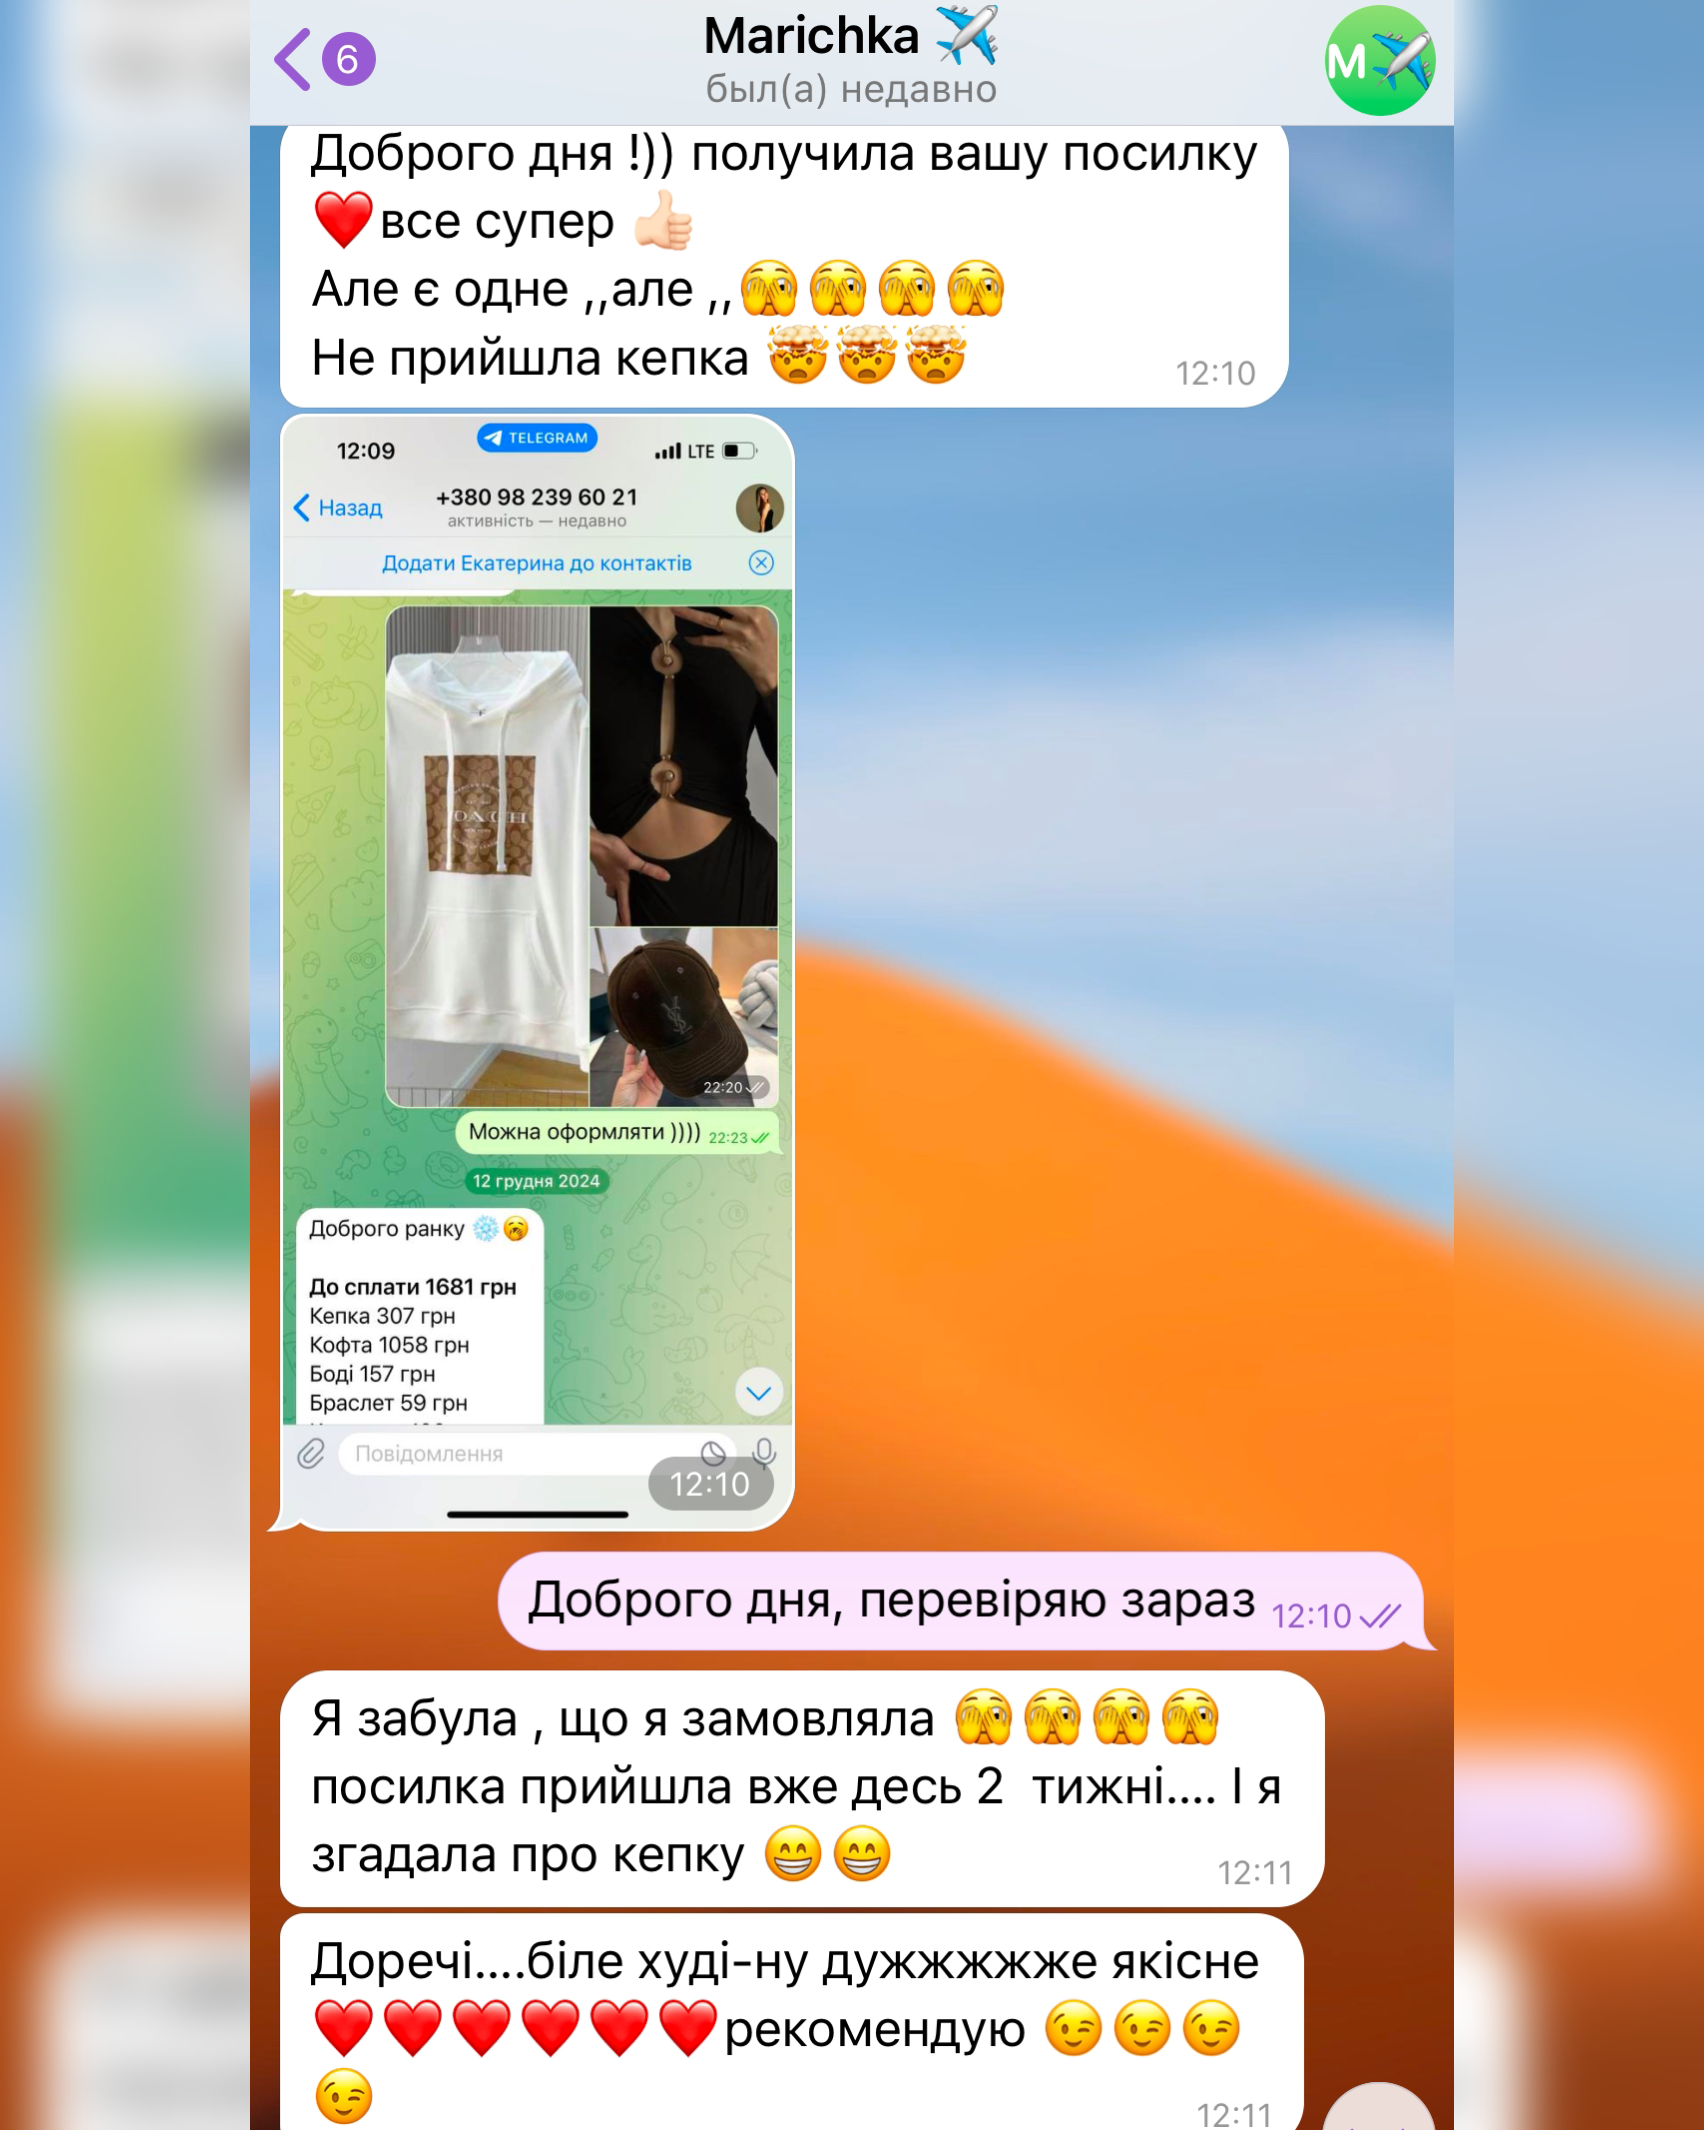 6
Marichka ✈️
был(а) недавно
M✈️
Доброго дня !)) получила вашу посилку
❤️все супер 👍🏻
Але є одне ,,але ,,🫣🫣🫣🫣
Не прийшла кепка 🤯🤯🤯
12:10
12:09
TELEGRAM
LTE
Назад
+380 98 239 60 21
активність — недавно
Додати Екатерина до контактів
COACH
YSL
22:20
Можна оформляти )))) 22:23
12 грудня 2024
Доброго ранку ❄️🥱
До сплати 1681 грн
Кепка 307 грн
Кофта 1058 грн
Боді 157 грн
Браслет 59 грн
Повідомлення
12:10
Доброго дня, перевіряю зараз 12:10
Я забула , що я замовляла 🫣🫣🫣🫣
посилка прийшла вже десь 2 тижні.... І я
згадала про кепку 😁😁
12:11
Доречі....біле худі-ну дужжжжже якісне
❤️❤️❤️❤️❤️❤️рекомендую 😉😉😉
😉
12:11